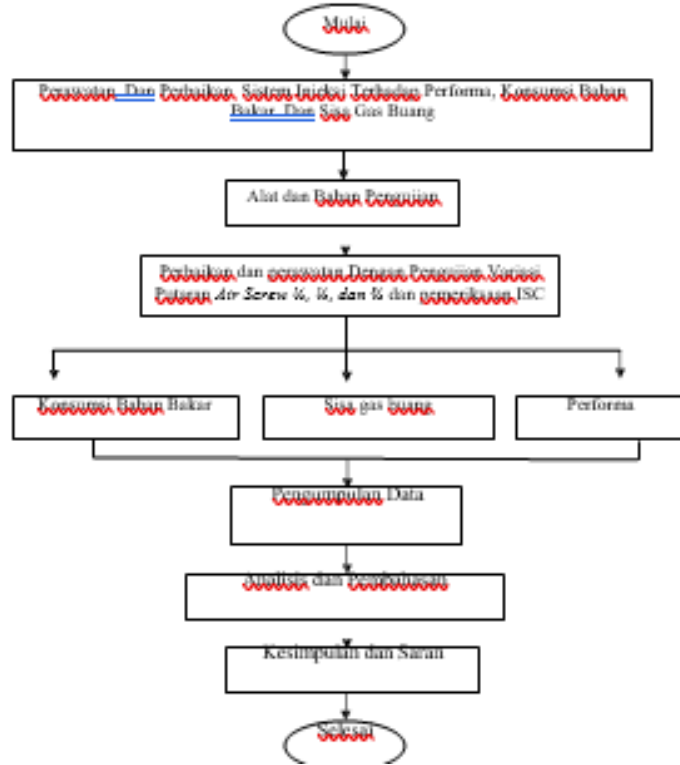 Mulai
Perawatan Dan Perbaikan Sistem Injeksi Terhadap Performa, Konsumsi Bahan
Bakar Dan Sisa Gas Buang
Alat dan Bahan Pengujian
Perbaikan dan perawatan Dengan Pengujian Variasi
Putaran Air Screw dan pemeriksaan ISC
Konsumsi Bahan Bakar
Sisa gas buang
Performa
Pengumpulan Data
Analisis dan Pembahasan
Kesimpulan dan Saran
Selesai